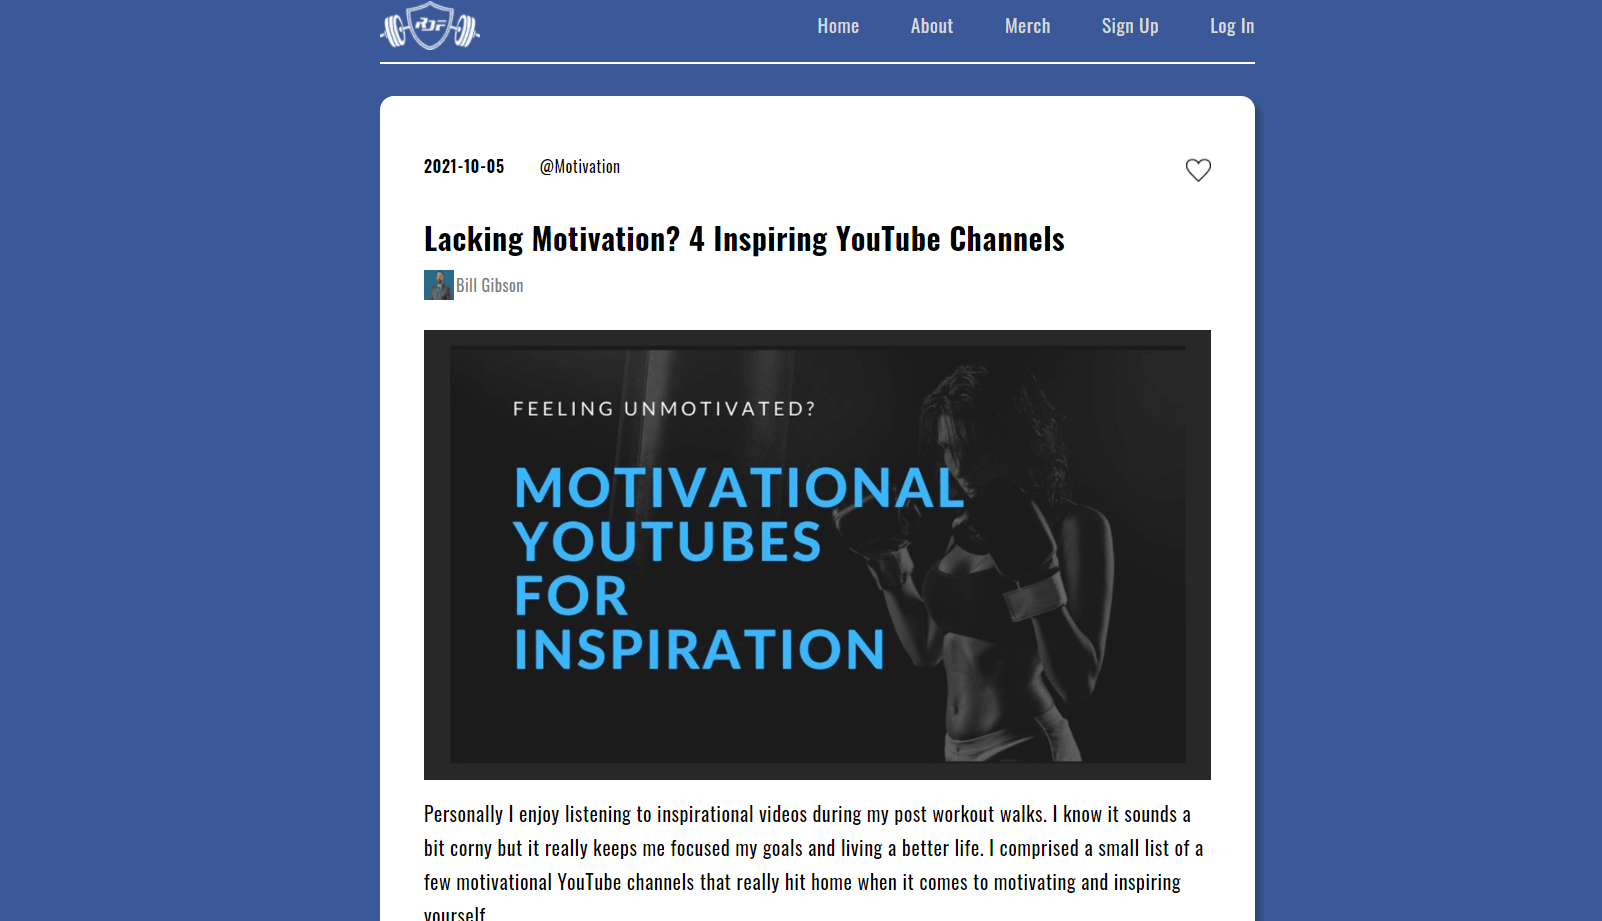 RDF
Home About Merch Sign Up Log In
2021-10-05 @Motivation
Lacking Motivation? 4 Inspiring YouTube Channels
Bill Gibson
FEELING UNMOTIVATED?
MOTIVATIONAL
YOUTUBES
FOR
INSPIRATION
Personally I enjoy listening to inspirational videos during my post workout walks. I know it sounds a
bit corny but it really keeps me focused my goals and living a better life. I comprised a small list of a
few motivational YouTube channels that really hit home when it comes to motivating and inspiring
yourself